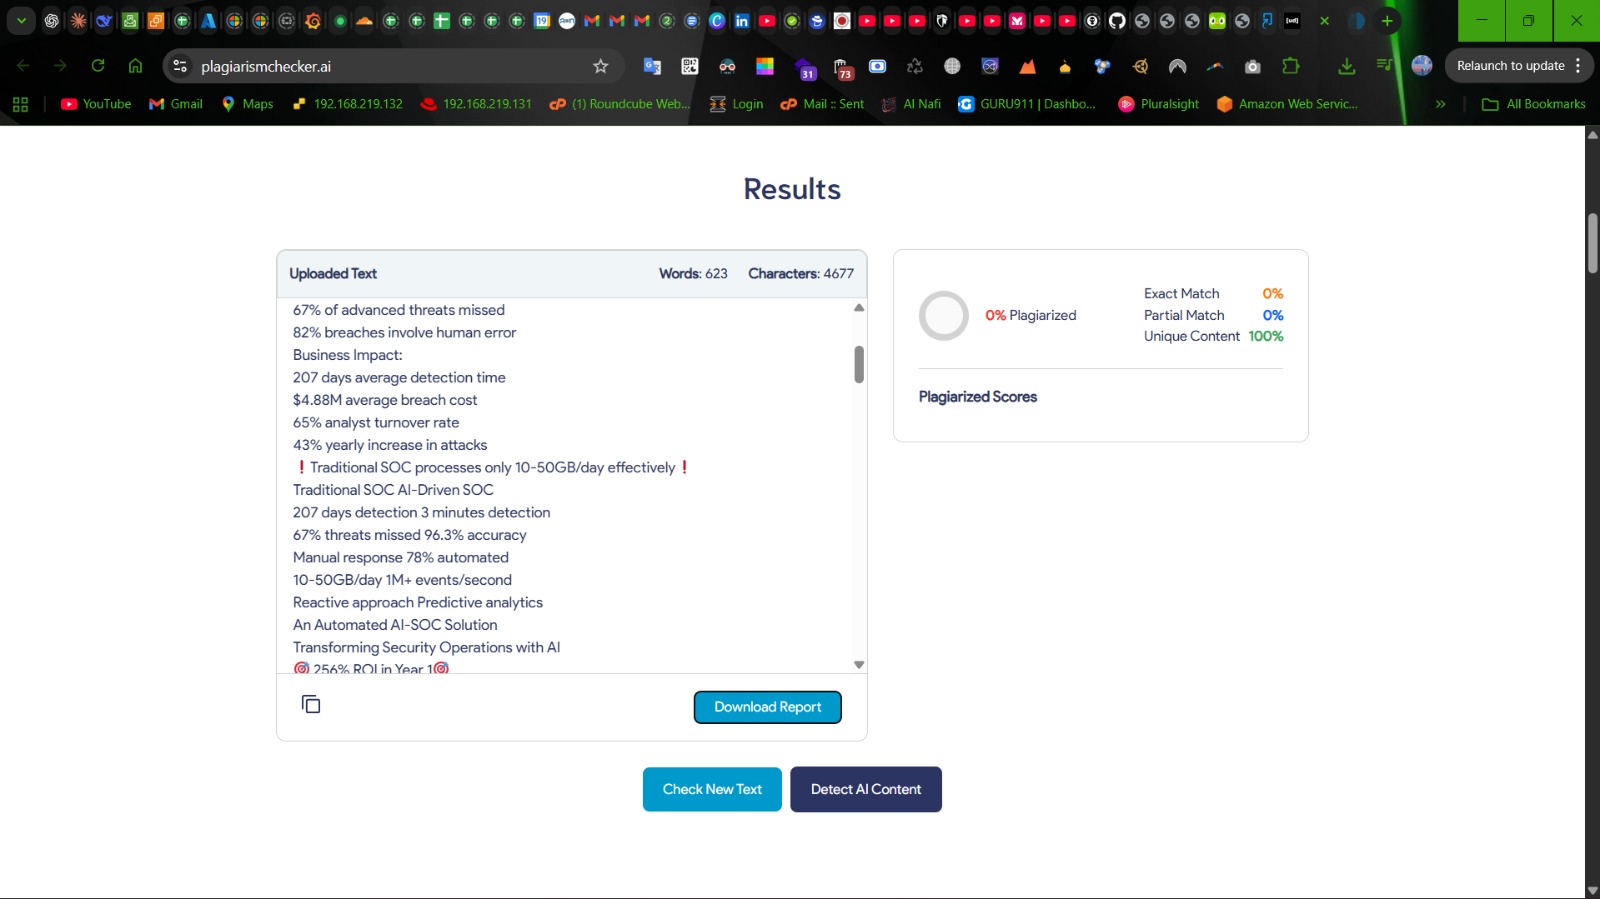 19
plagiarismchecker.ai
31
73
Relaunch to update
YouTube
Gmail
Maps
192.168.219.132
192.168.219.131
(1) Roundcube Web...
Login
Mail :: Sent
AI Nafi
GURU911 | Dashbo...
Pluralsight
Amazon Web Servic...
All Bookmarks
Results
Uploaded Text
Words: 623
Characters: 4677
67% of advanced threats missed
82% breaches involve human error
Business Impact:
207 days average detection time
$4.88M average breach cost
65% analyst turnover rate
43% yearly increase in attacks
❗Traditional SOC processes only 10-50GB/day effectively❗
Traditional SOC AI-Driven SOC
207 days detection 3 minutes detection
67% threats missed 96.3% accuracy
Manual response 78% automated
10-50GB/day 1M+ events/second
Reactive approach Predictive analytics
An Automated AI-SOC Solution
Transforming Security Operations with AI
🎯 256% ROI in Year 1🎯
Download Report
0% Plagiarized
Exact Match 0%
Partial Match 0%
Unique Content 100%
Plagiarized Scores
Check New Text
Detect AI Content